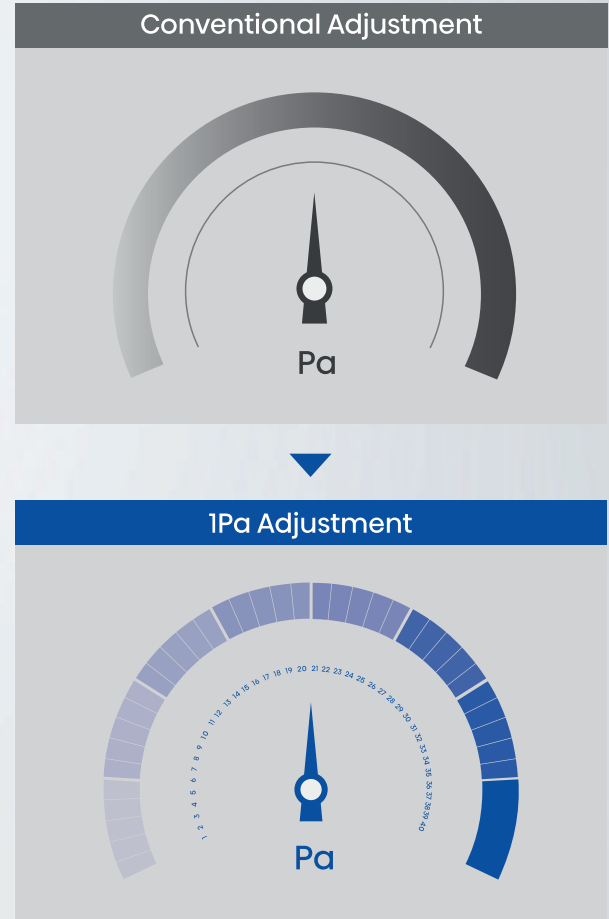 Conventional Adjustment
Pa
1Pa Adjustment
1 2 3 4 5 6 7 8 9 10 11 12 13 14 15 16 17 18 19 20 21 22 23 24 25 26 27 28 29 30 31 32 33 34 35 36 37 38 39 40
Pa